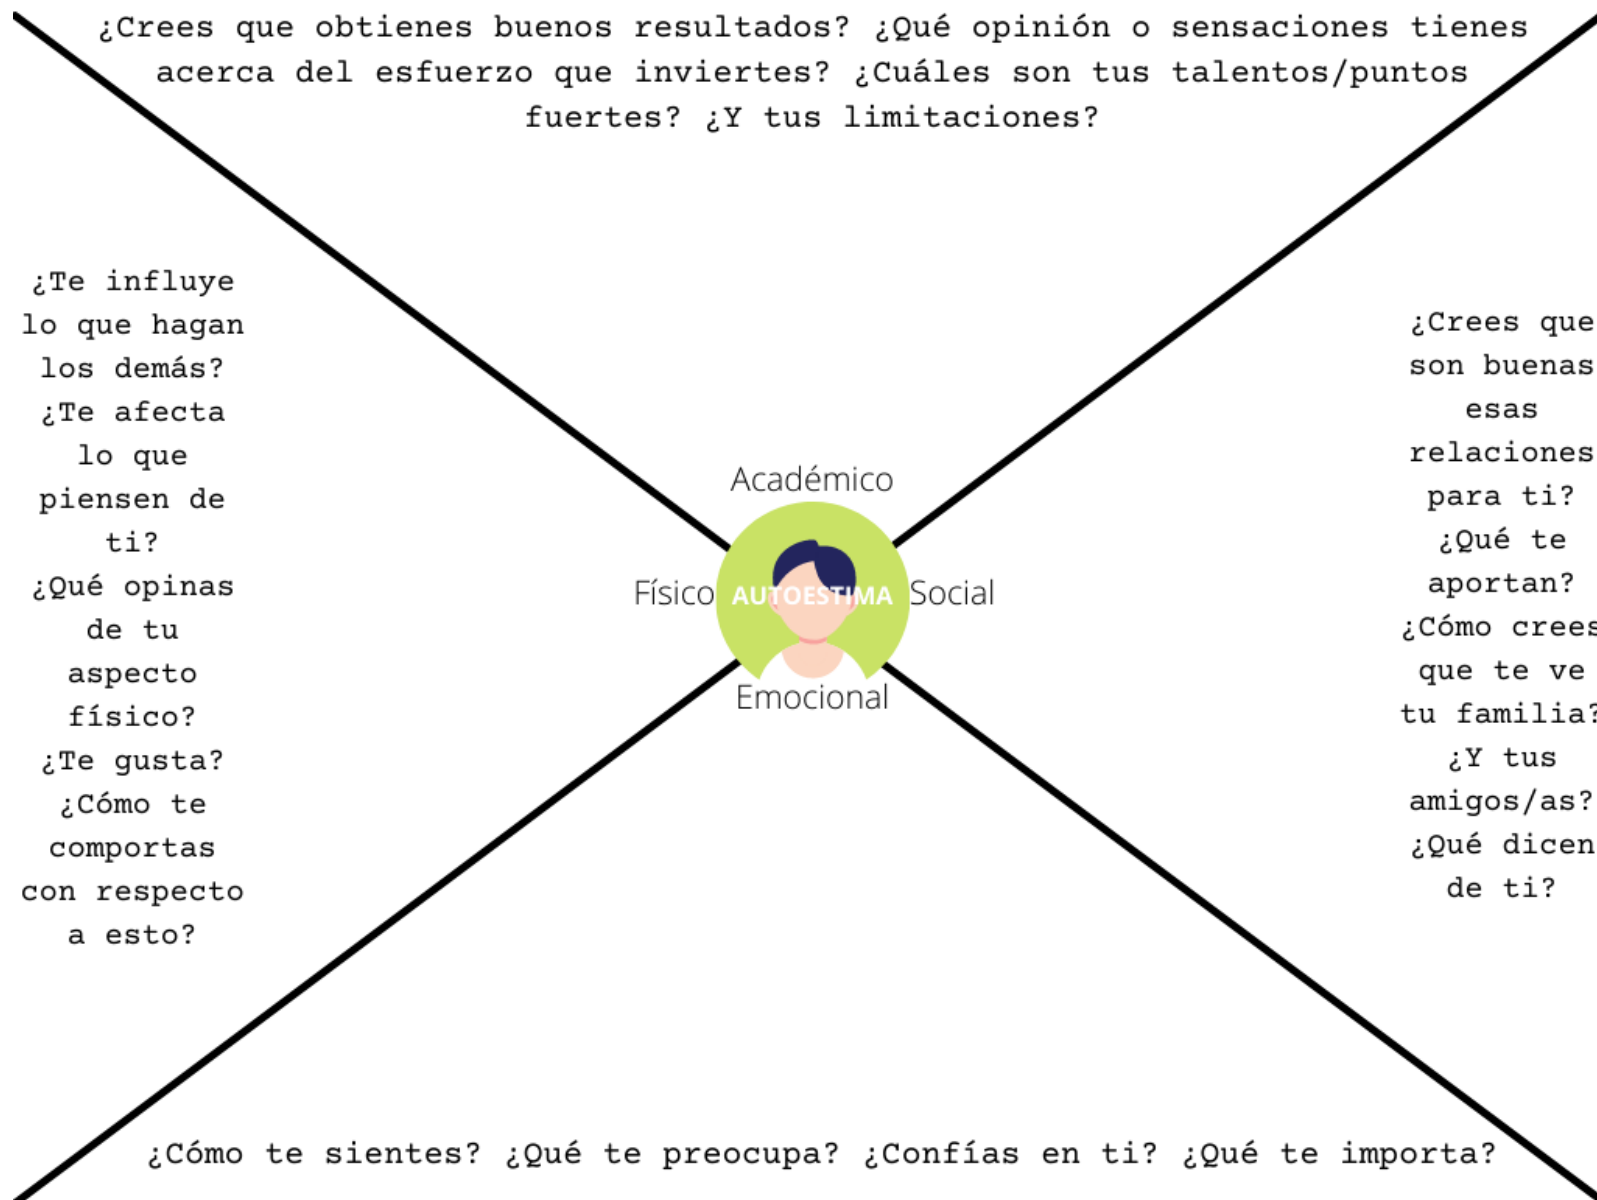 ¿Crees que obtienes buenos resultados? ¿Qué opinión o sensaciones tienes
acerca del esfuerzo que inviertes? ¿Cuáles son tus talentos/puntos
fuertes? ¿Y tus limitaciones?
¿Te influye
lo que hagan
los demás?
¿Te afecta
lo que
piensen de
ti?
¿Qué opinas
de tu
aspecto
físico?
¿Te gusta?
¿Cómo te
comportas
con respecto
a esto?
Académico
Físico
AUTOESTIMA
Social
Emocional
¿Crees que
son buenas
esas
relaciones
para ti?
¿Qué te
aportan?
¿Cómo crees
que te ve
tu familia?
¿Y tus
amigos/as?
¿Qué dicen
de ti?
¿Cómo te sientes? ¿Qué te preocupa? ¿Confías en ti? ¿Qué te importa?